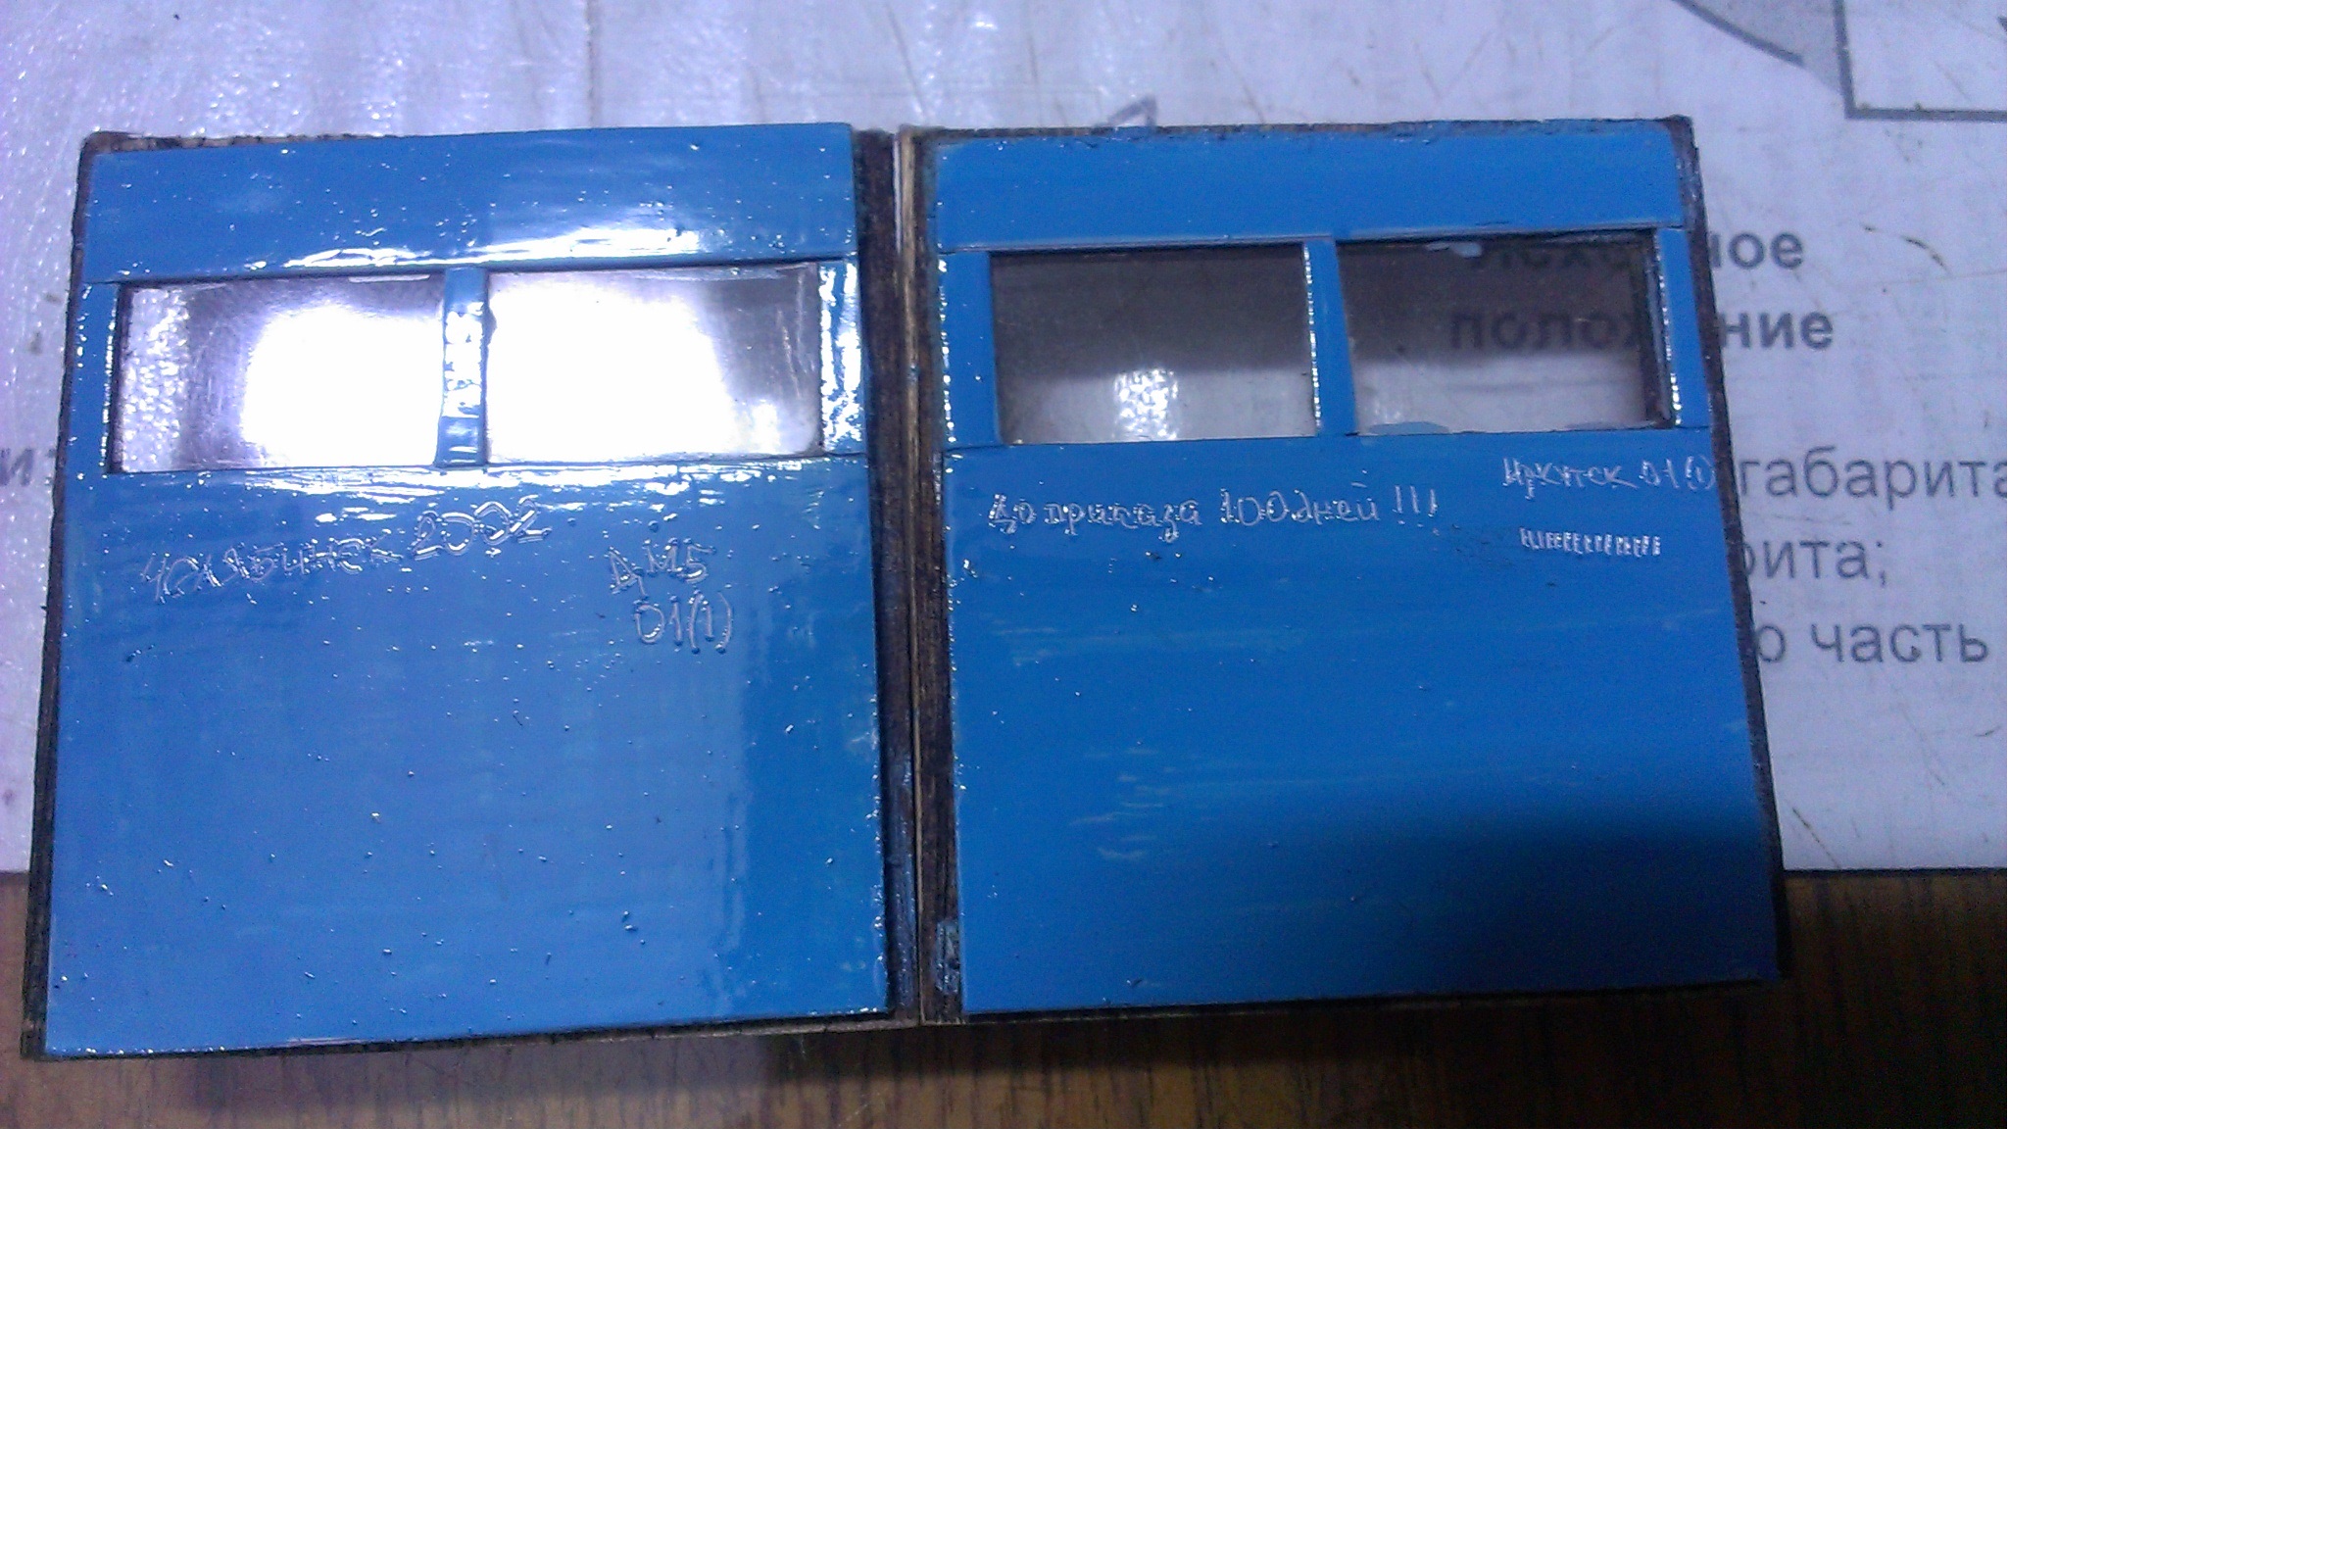 Челябинск 2002
ДМБ
01(1)
До приказа 100 дней !!!
Иркутск 01(1)
ное
положение
габарита
рита;
о часть